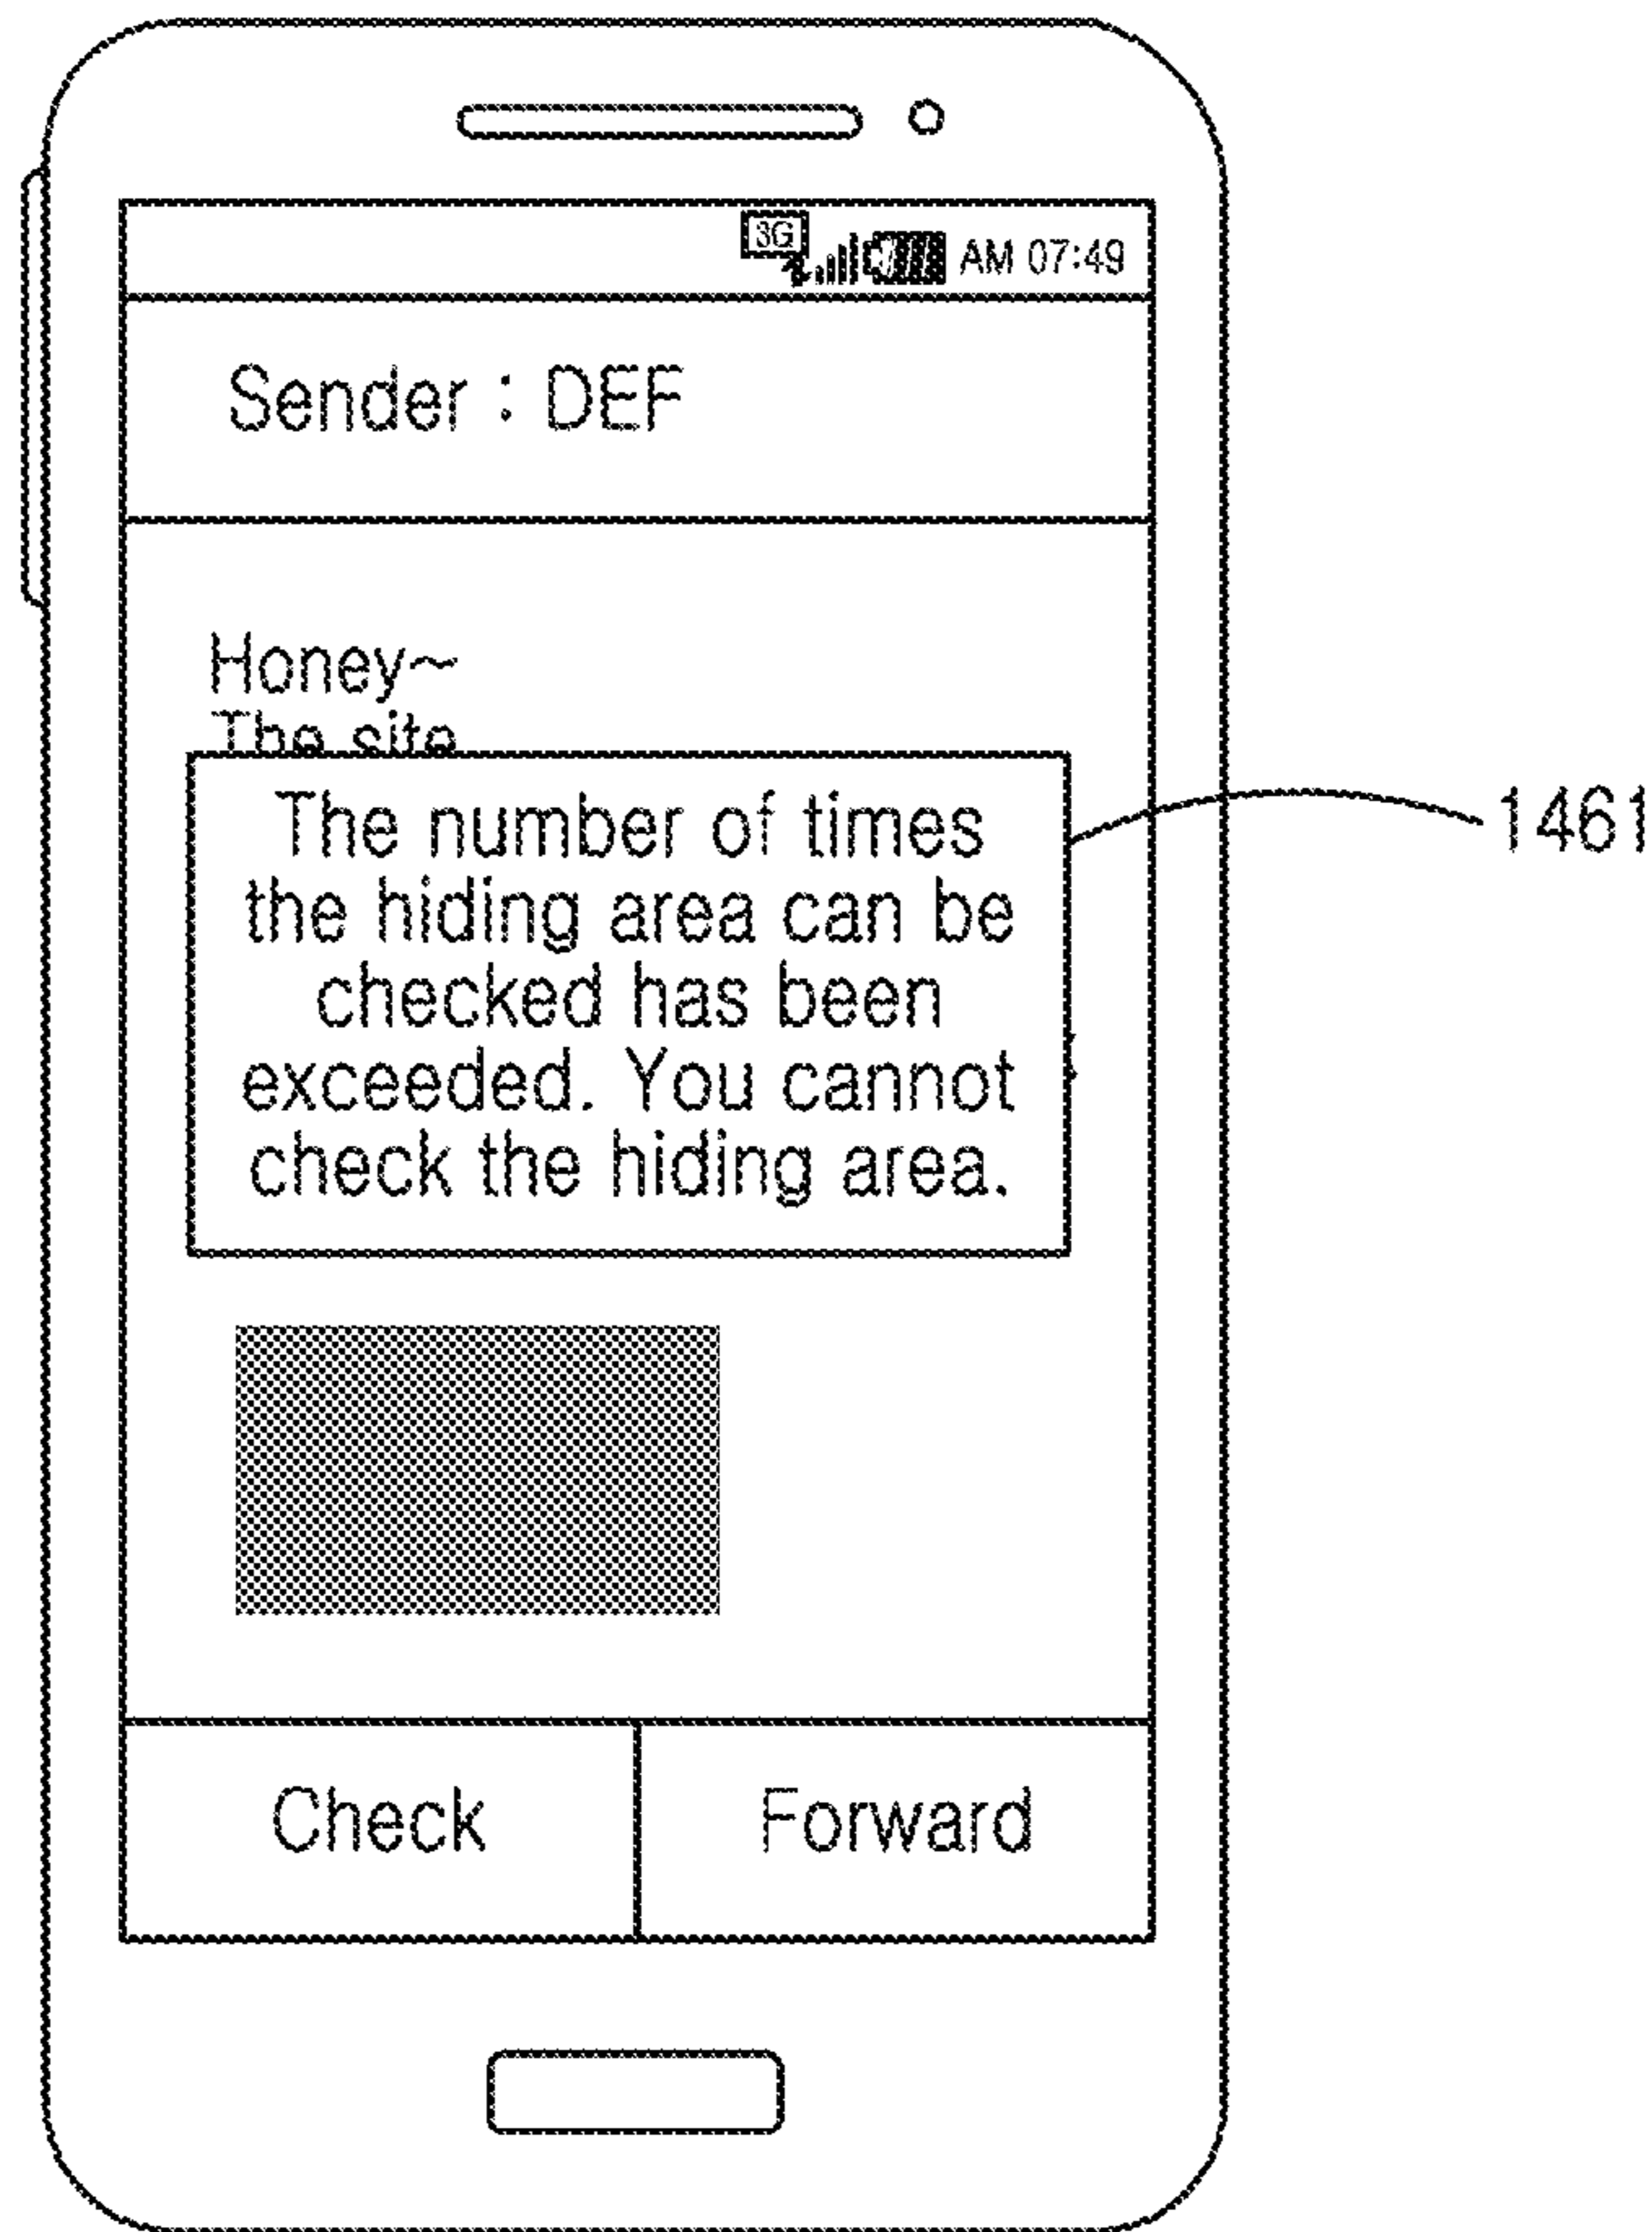 3G AM 07:49
Sender : DEF
Honey~
The site
The number of times
the hiding area can be
checked has been
exceeded. You cannot
check the hiding area.
1461
Check
Forward